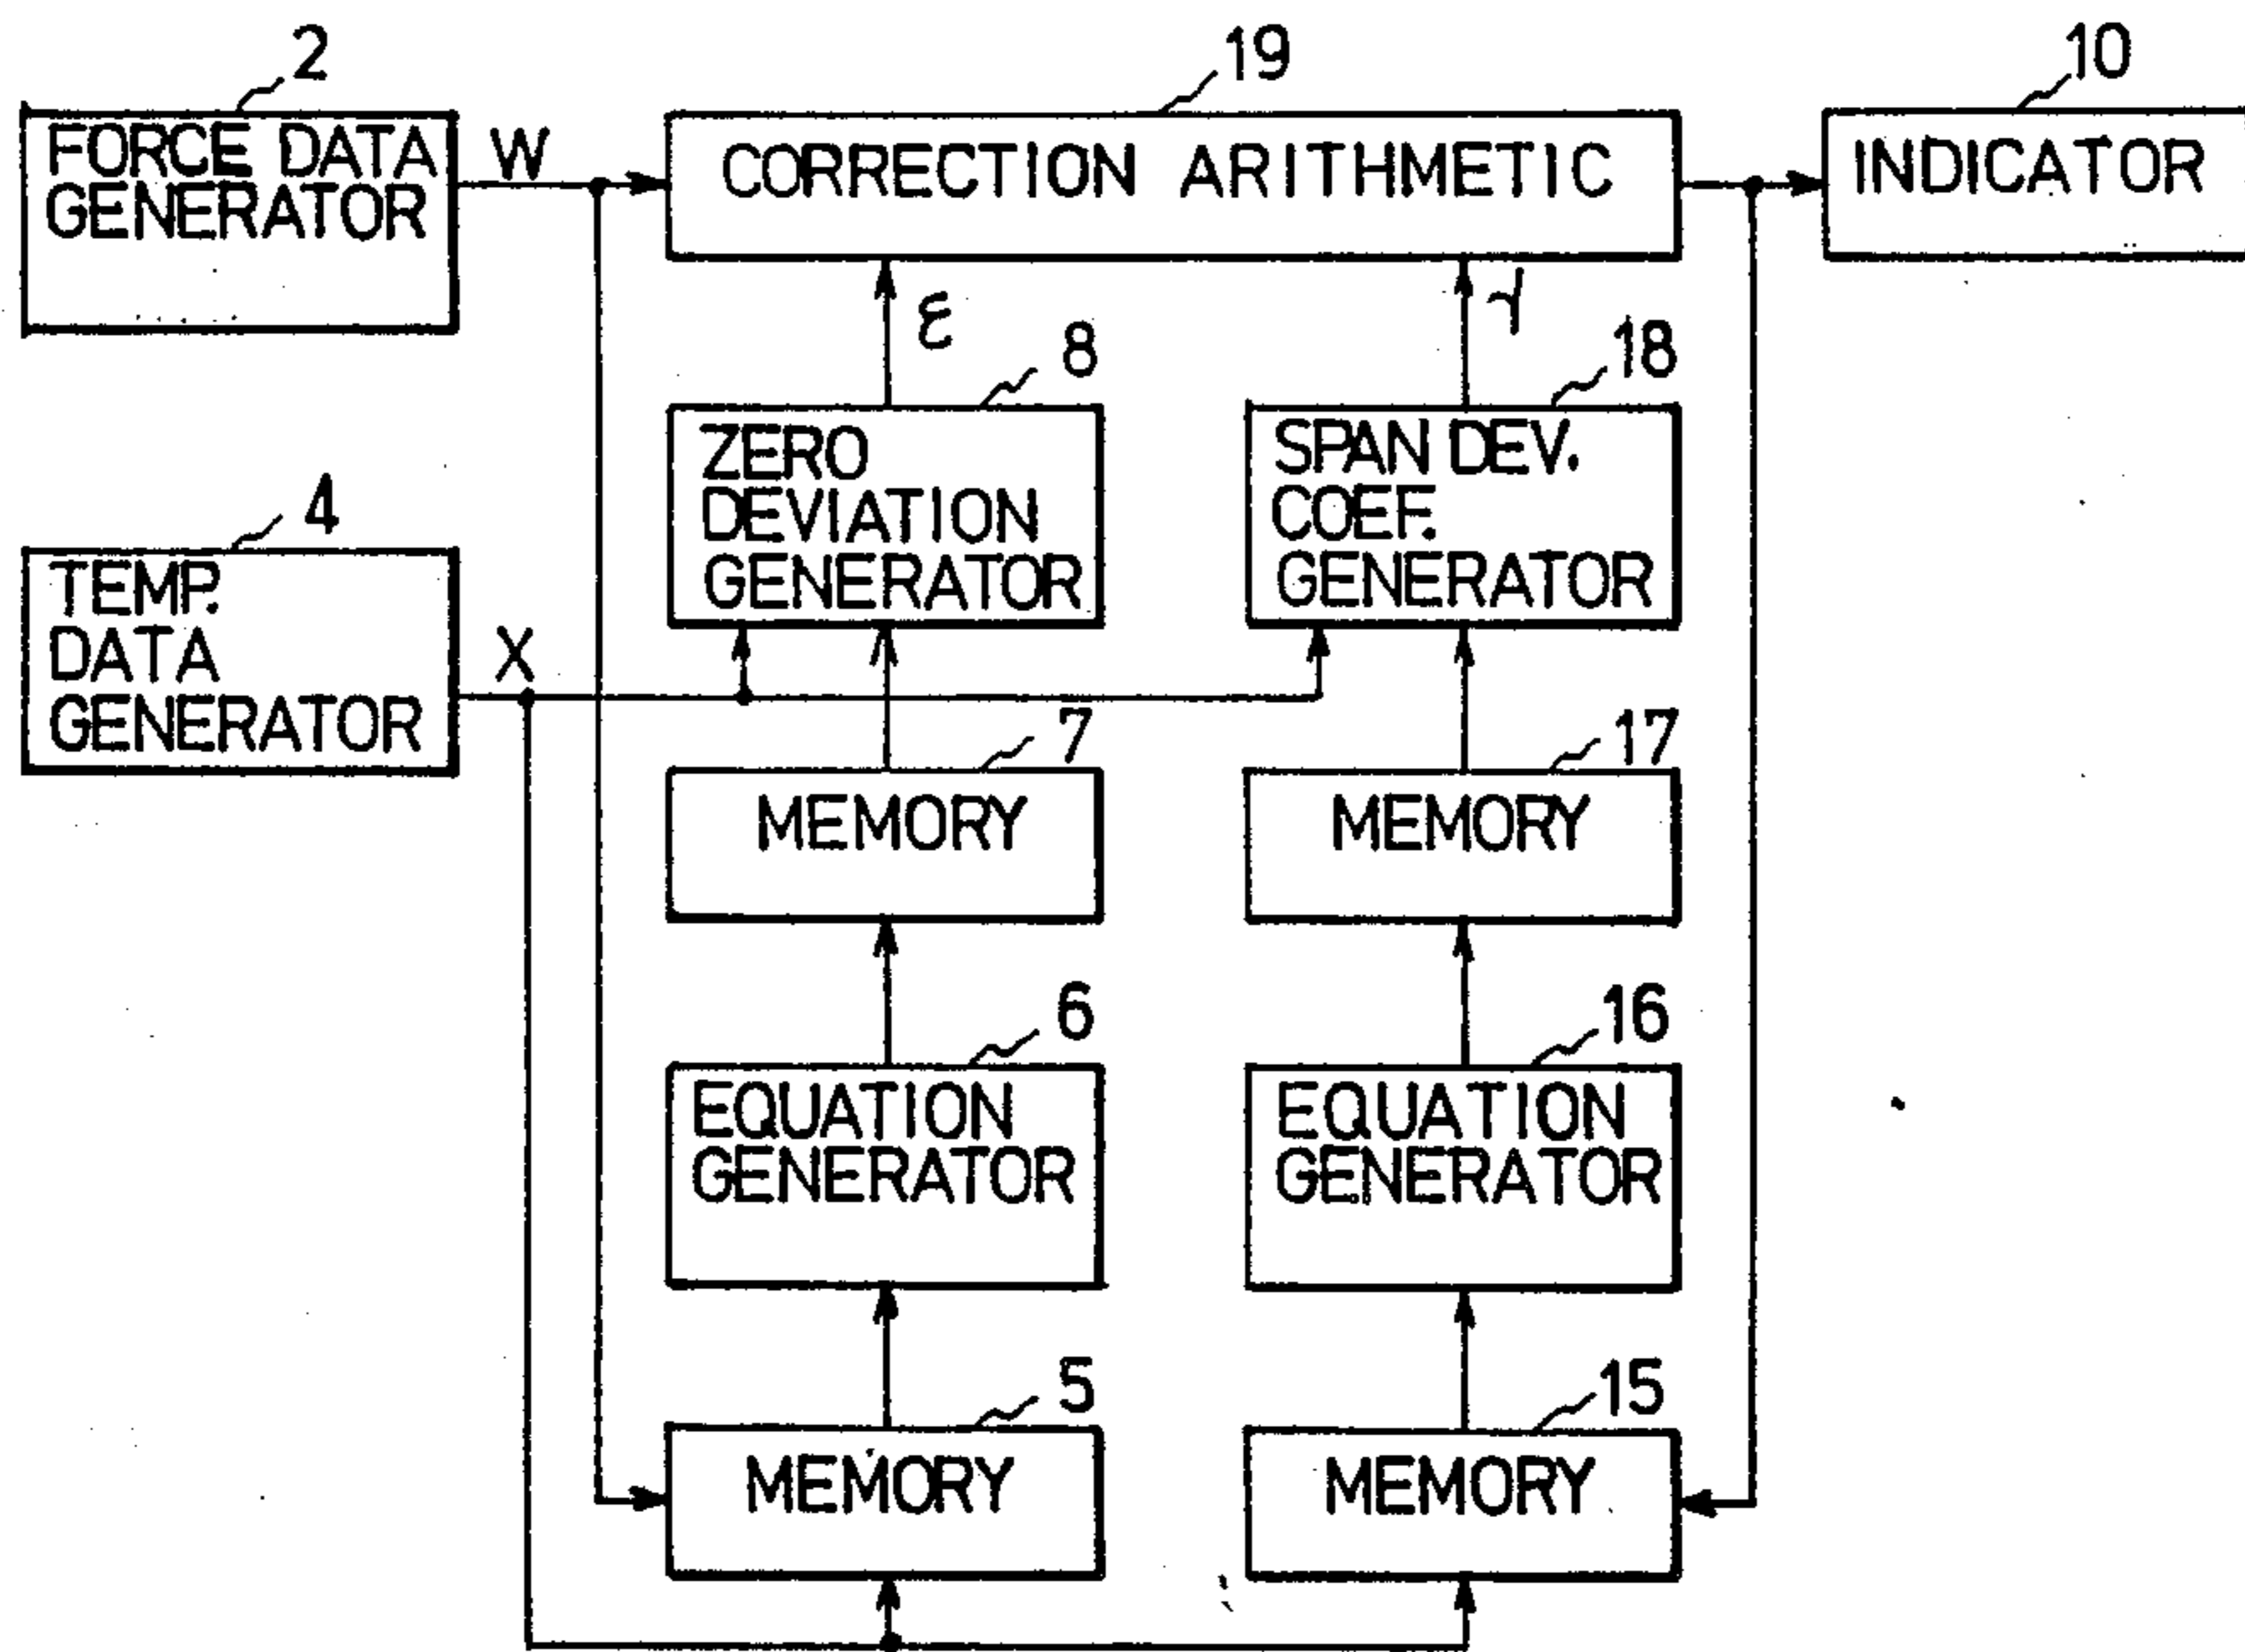 2
FORCE DATA
GENERATOR
W
19
CORRECTION ARITHMETIC
10
INDICATOR
ε
γ
4
TEMP.
DATA
GENERATOR
X
8
ZERO
DEVIATION
GENERATOR
18
SPAN DEV.
COEF.
GENERATOR
7
MEMORY
17
MEMORY
6
EQUATION
GENERATOR
16
EQUATION
GENERATOR
5
MEMORY
15
MEMORY